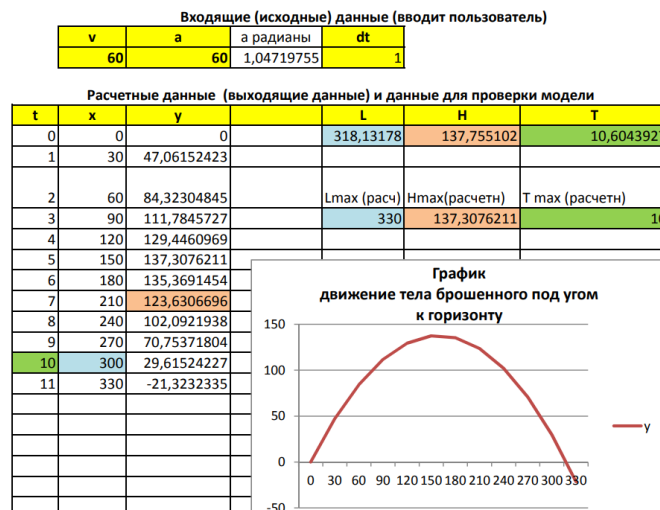 Входящие (исходные) данные (вводит пользователь)
v a а радианы dt
60 60 1,04719755 1
Расчетные данные (выходящие данные) и данные для проверки модели
t x y L H T
0 0 0 318,13178 137,755102 10,6043927
1 30 47,06152423
2 60 84,32304845 Lmax (расч) Hmax(расчетн) T max (расчетн)
3 90 111,7845727 330 137,3076211 10
4 120 129,4460969
5 150 137,3076211
6 180 135,3691454
7 210 123,6306696
8 240 102,0921938
9 270 70,75371804
10 300 29,61524227
11 330 -21,3232335
График
движение тела брошенного под угом
к горизонту
150
100
50
0
-50
0 30 60 90 120 150 180 210 240 270 300 330
y